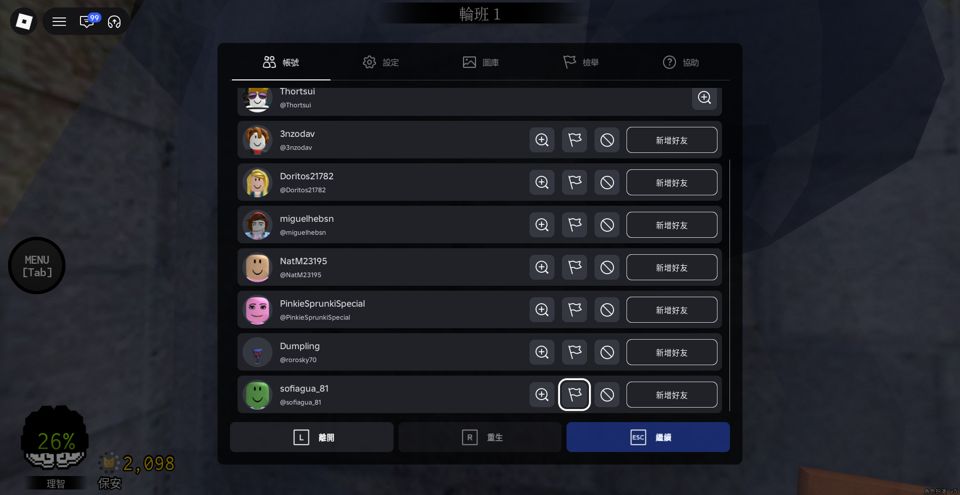 99
輪班 1
帳號
設定
圖庫
檢舉
協助
Thortsui
@Thortsui
3nzodav
@3nzodav
新增好友
Doritos21782
@Doritos21782
新增好友
miguelhebsn
@miguelhebsn
新增好友
NatM23195
@NatM23195
新增好友
PinkieSprunkiSpecial
@PinkieSprunkiSpecial
新增好友
Dumpling
@rorosky70
新增好友
sofiagua_81
@sofiagua_81
新增好友
L 離開
R 重生
ESC 繼續
MENU
[Tab]
26%
理智
2,098
保安